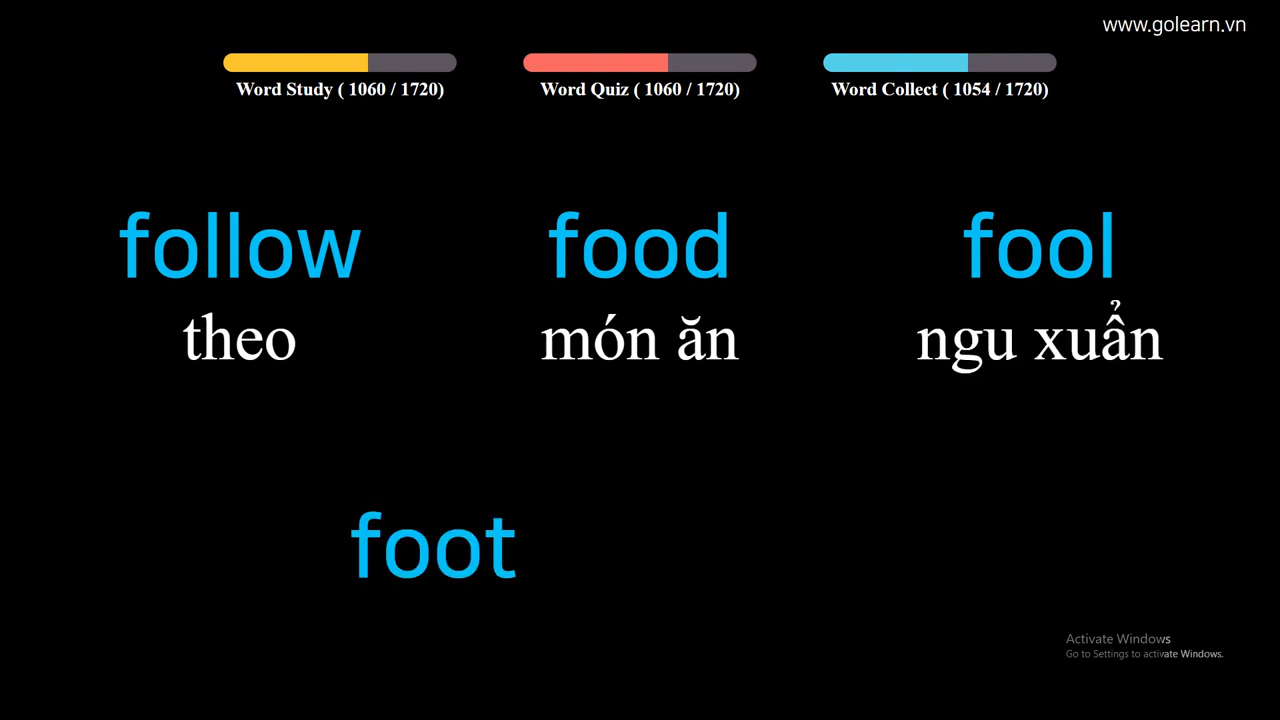 www.golearn.vn
Word Study ( 1060 / 1720)
Word Quiz ( 1060 / 1720)
Word Collect ( 1054 / 1720)
follow
food
fool
theo
món ăn
ngu xuẩn
foot
Activate Windows
Go to Settings to activate Windows.